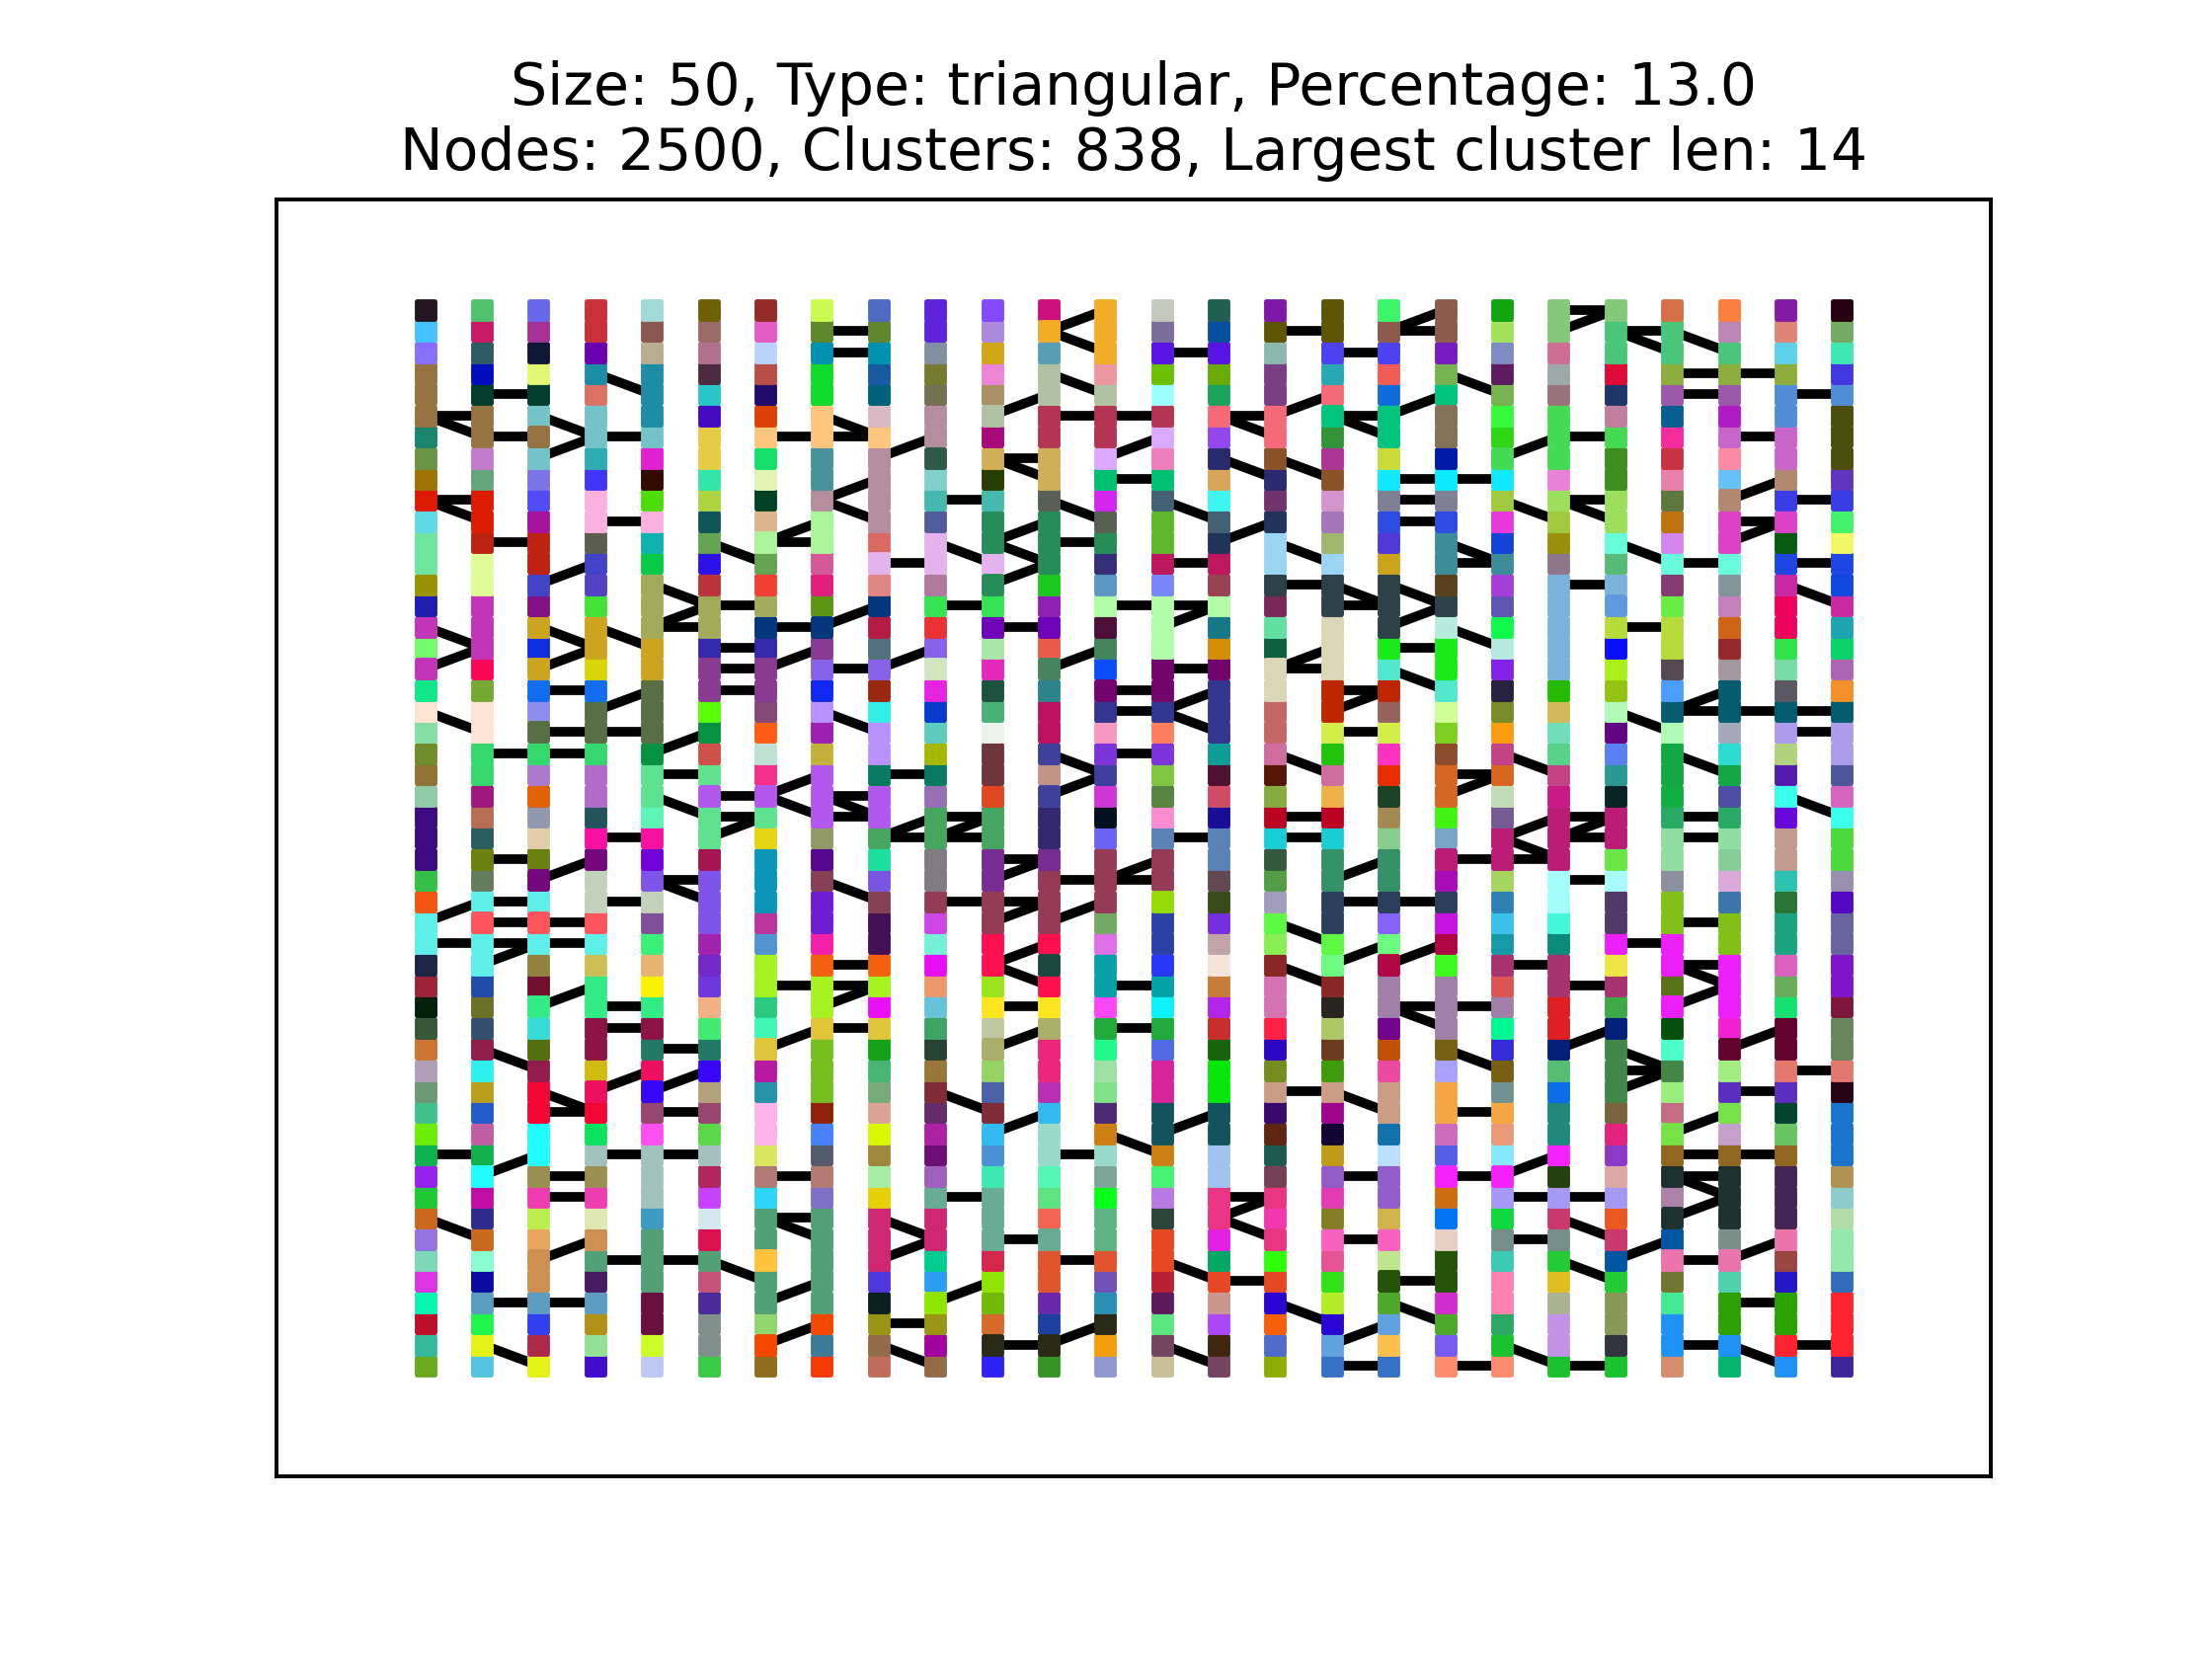 Size: 50, Type: triangular, Percentage: 13.0
Nodes: 2500, Clusters: 838, Largest cluster len: 14